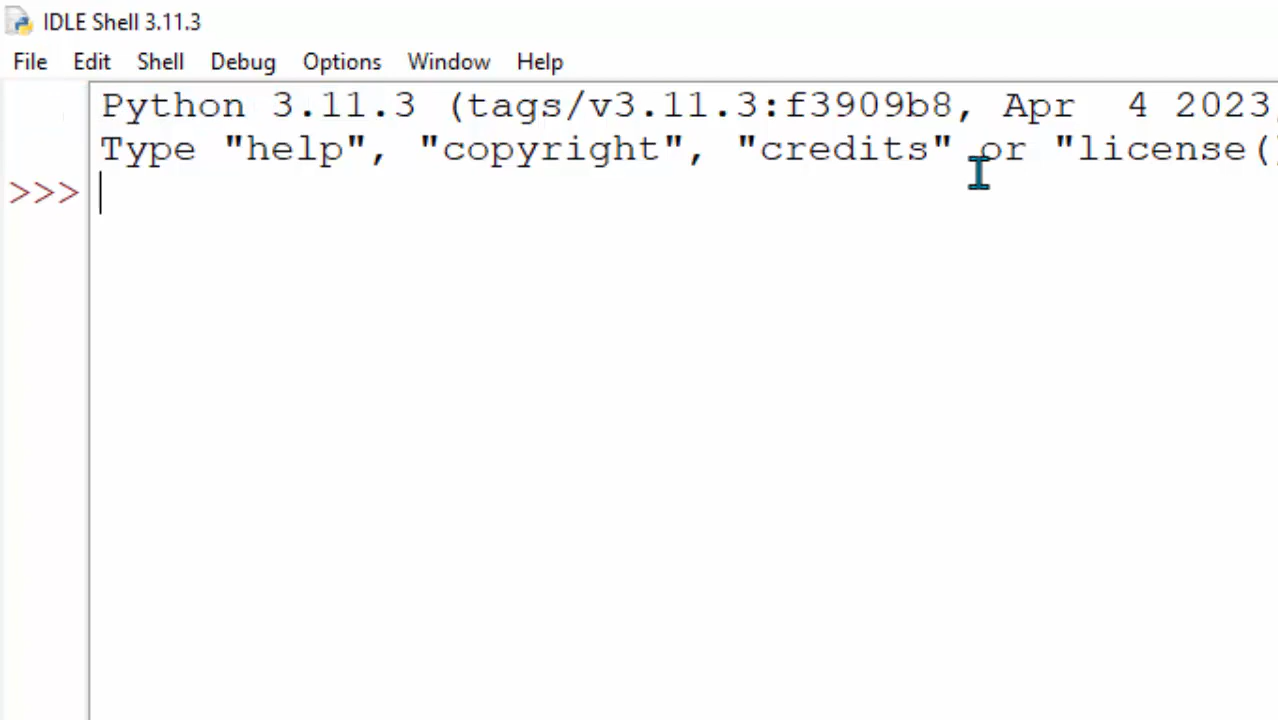 IDLE Shell 3.11.3
File Edit Shell Debug Options Window Help
Python 3.11.3 (tags/v3.11.3:f3909b8, Apr  4 2023,
Type "help", "copyright", "credits" or "license(
>>>